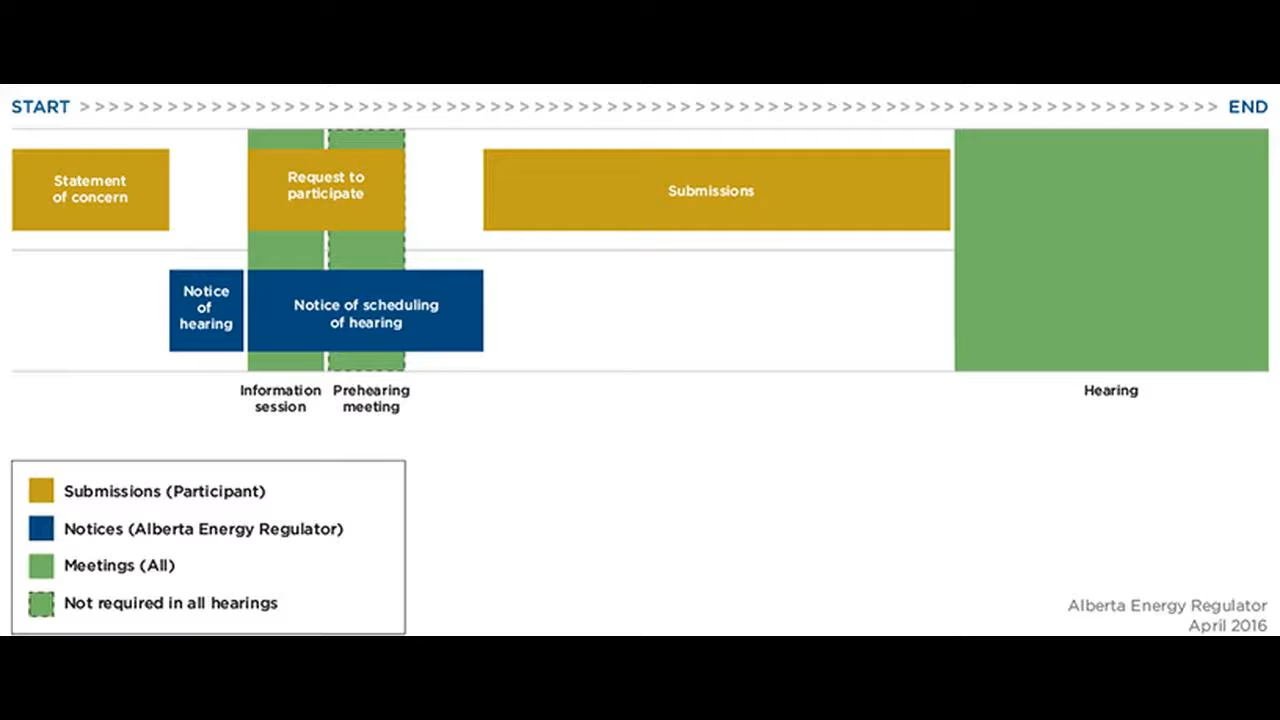 START >>>>>>>>>>>>>>>>>>>>>>>>>>>>>>>>>>>>>>>>>>>>>>>>>>>>>>>>>>>>>>>>>>>>>>>>>>>>>> END
Statement
of concern
Request to
participate
Submissions
Notice
of
hearing
Notice of scheduling
of hearing
Information
session
Prehearing
meeting
Hearing
Submissions (Participant)
Notices (Alberta Energy Regulator)
Meetings (All)
Not required in all hearings
Alberta Energy Regulator
April 2016